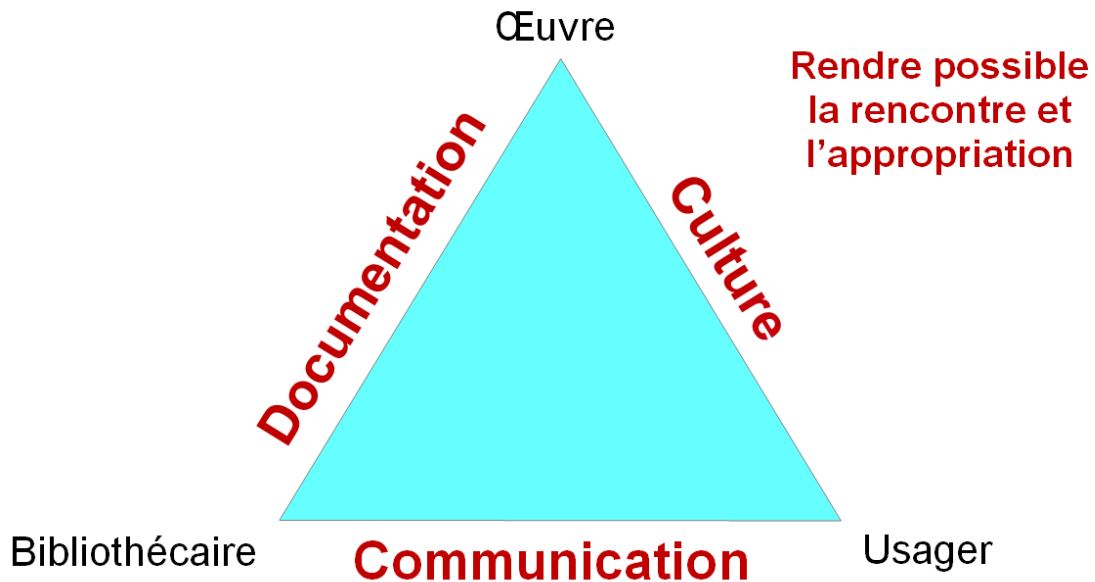 Œuvre
Rendre possible
la rencontre et
l’appropriation
Documentation
Culture
Bibliothécaire
Communication
Usager